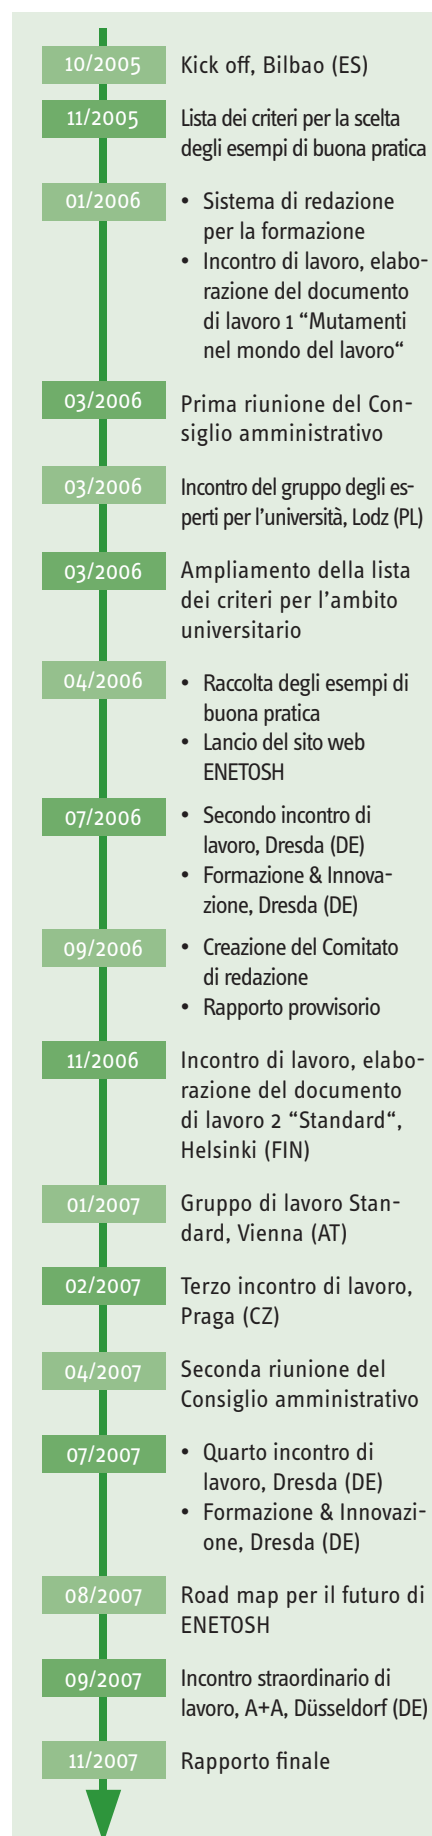 10/2005 Kick off, Bilbao (ES)
11/2005 Lista dei criteri per la scelta
degli esempi di buona pratica
01/2006 • Sistema di redazione
per la formazione
• Incontro di lavoro, elabo-
razione del documento
di lavoro 1 “Mutamenti
nel mondo del lavoro“
03/2006 Prima riunione del Con-
siglio amministrativo
03/2006 Incontro del gruppo degli es-
perti per l’università, Lodz (PL)
03/2006 Ampliamento della lista
dei criteri per l’ambito
universitario
04/2006 • Raccolta degli esempi di
buona pratica
• Lancio del sito web
ENETOSH
07/2006 • Secondo incontro di
lavoro, Dresda (DE)
• Formazione & Innova-
zione, Dresda (DE)
09/2006 • Creazione del Comitato
di redazione
• Rapporto provvisorio
11/2006 Incontro di lavoro, elabo-
razione del documento
di lavoro 2 “Standard“,
Helsinki (FIN)
01/2007 Gruppo di lavoro Stan-
dard, Vienna (AT)
02/2007 Terzo incontro di lavoro,
Praga (CZ)
04/2007 Seconda riunione del
Consiglio amministrativo
07/2007 • Quarto incontro di
lavoro, Dresda (DE)
• Formazione & Innovazi-
one, Dresda (DE)
08/2007 Road map per il futuro di
ENETOSH
09/2007 Incontro straordinario di
lavoro, A+A, Düsseldorf (DE)
11/2007 Rapporto finale